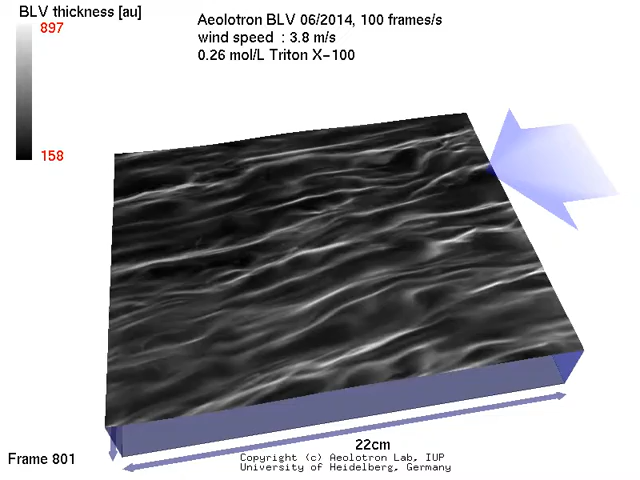 BLV thickness [au]
897
158
Aeolotron BLV 06/2014, 100 frames/s
wind speed : 3.8 m/s
0.26 mol/L Triton X-100
22cm
Frame 801
Copyright (c) Aeolotron Lab, IUP
University of Heidelberg, Germany